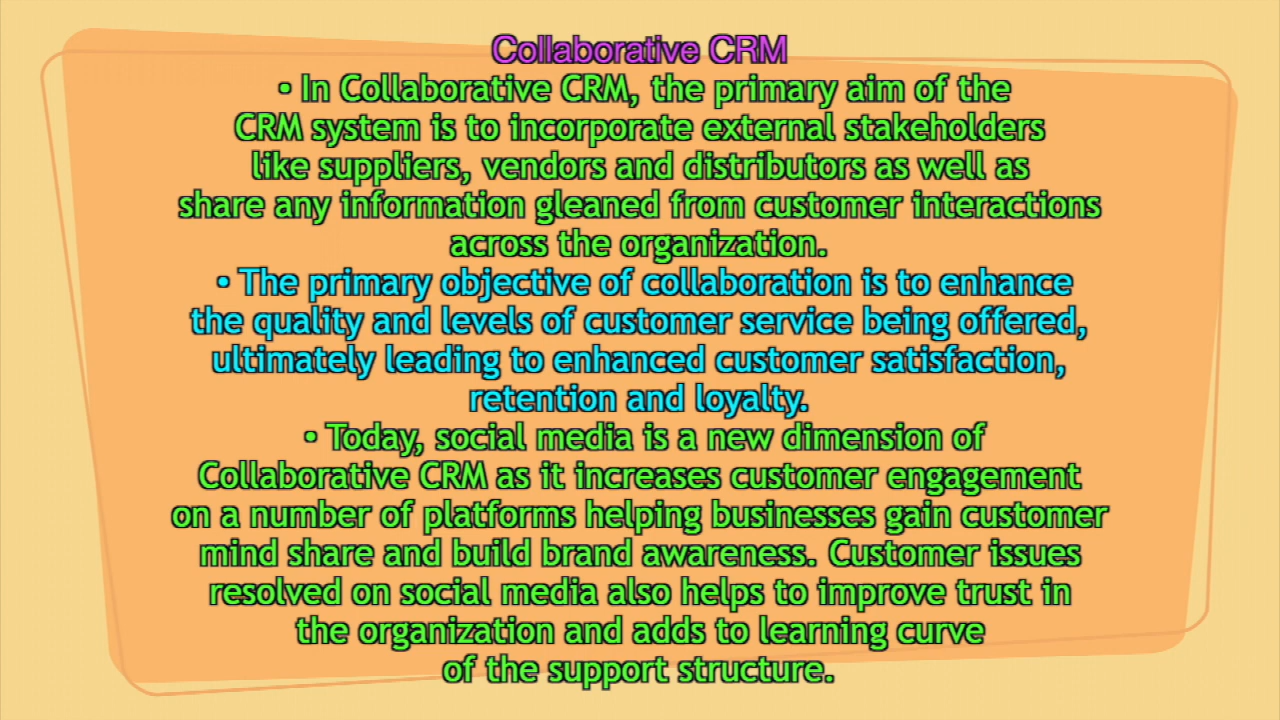 Collaborative CRM
• In Collaborative CRM, the primary aim of the
CRM system is to incorporate external stakeholders
like suppliers, vendors and distributors as well as
share any information gleaned from customer interactions
across the organization.
• The primary objective of collaboration is to enhance
the quality and levels of customer service being offered,
ultimately leading to enhanced customer satisfaction,
retention and loyalty.
• Today, social media is a new dimension of
Collaborative CRM as it increases customer engagement
on a number of platforms helping businesses gain customer
mind share and build brand awareness. Customer issues
resolved on social media also helps to improve trust in
the organization and adds to learning curve
of the support structure.